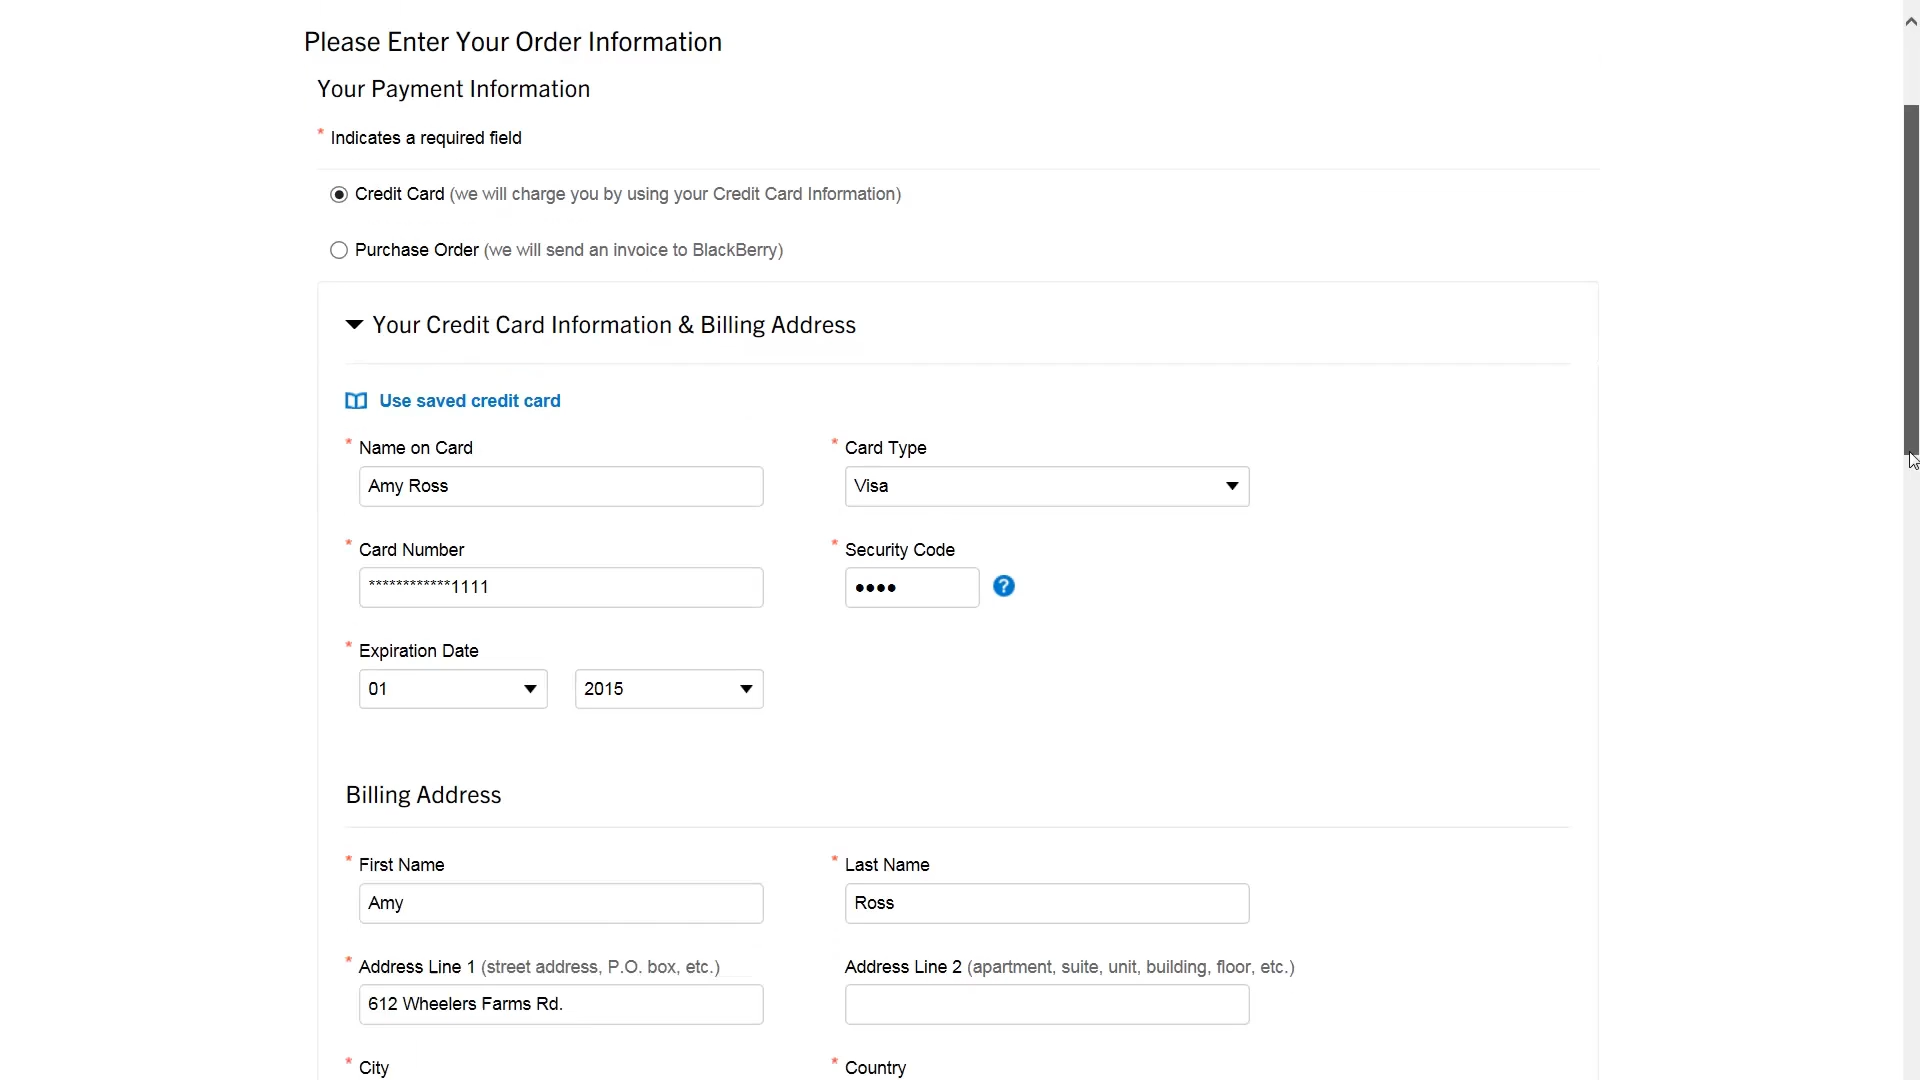 Please Enter Your Order Information
Your Payment Information
* Indicates a required field
Credit Card (we will charge you by using your Credit Card Information)
Purchase Order (we will send an invoice to BlackBerry)
Your Credit Card Information & Billing Address
Use saved credit card
* Name on Card * Card Type
Amy Ross Visa
* Card Number * Security Code
************1111 •••• ?
* Expiration Date
01 2015
Billing Address
* First Name * Last Name
Amy Ross
* Address Line 1 (street address, P.O. box, etc.) Address Line 2 (apartment, suite, unit, building, floor, etc.)
612 Wheelers Farms Rd.
* City * Country